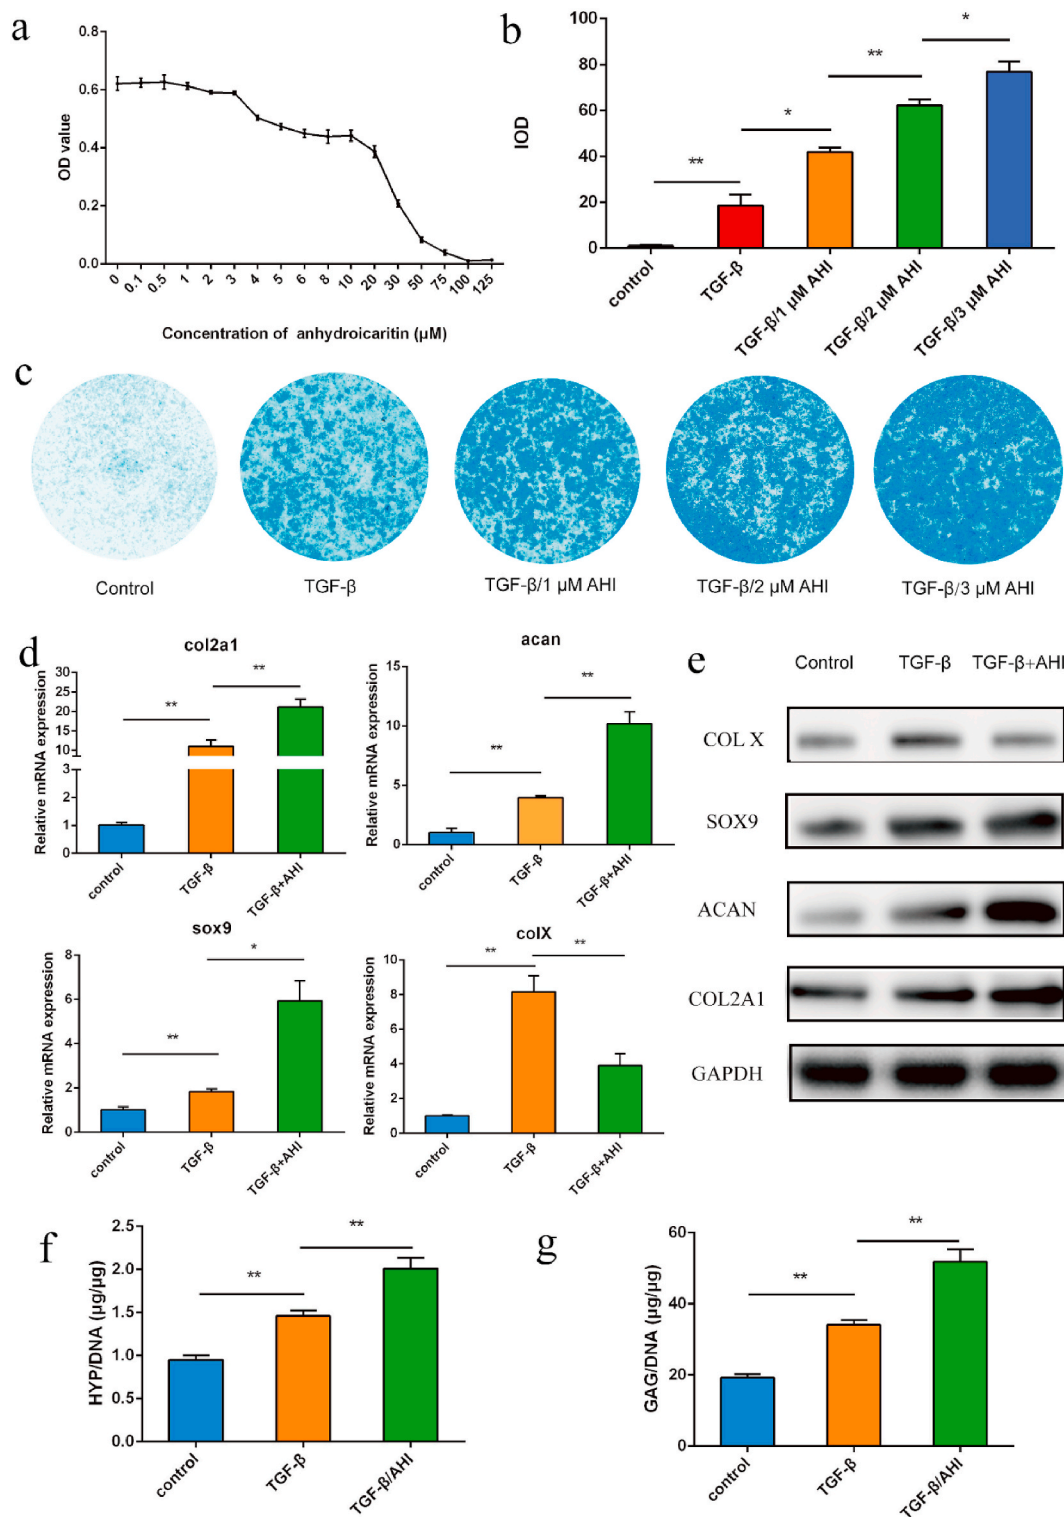 a
0.8
0.6
0.4
0.2
0.0
OD value
0 0.1 0.5 1 2 3 4 5 6 8 10 20 30 50 75 100 125
Concentration of anhydroicaritin (µM)
b
100
80
60
40
20
0
IOD
** * ** *
control TGF-β TGF-β/1 µM AHI TGF-β/2 µM AHI TGF-β/3 µM AHI
c
Control TGF-β TGF-β/1 µM AHI TGF-β/2 µM AHI TGF-β/3 µM AHI
d
col2a1
Relative mRNA expression
30
25
20
15
10
3
2
1
0
** **
control TGF-β TGF-β+AHI
acan
Relative mRNA expression
15
10
5
0
** **
control TGF-β TGF-β+AHI
sox9
Relative mRNA expression
8
6
4
2
0
** *
control TGF-β TGF-β+AHI
colX
Relative mRNA expression
10
8
6
4
2
0
** **
control TGF-β TGF-β+AHI
e
Control TGF-β TGF-β+AHI
COL X
SOX9
ACAN
COL2A1
GAPDH
f
HYP/DNA (µg/µg)
2.5
2.0
1.5
1.0
0.5
0.0
** **
control TGF-β TGF-β/AHI
g
GAG/DNA (µg/µg)
60
40
20
0
** **
control TGF-β TGF-β/AHI